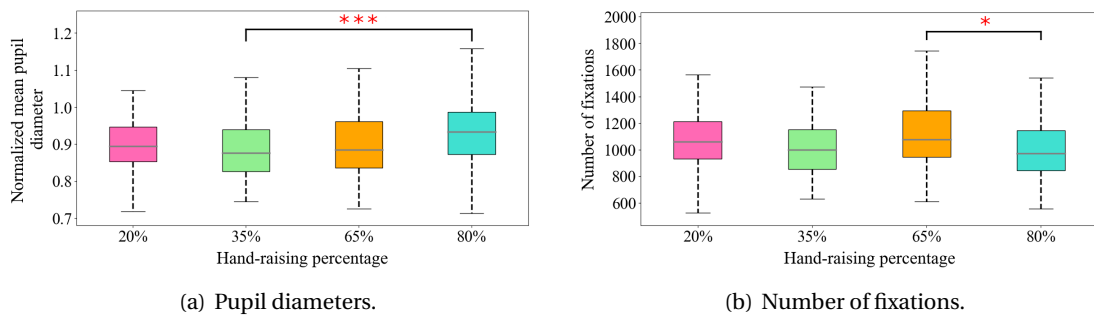 ***
1.2
1.1
1.0
0.9
0.8
0.7
Normalized mean pupil
diameter
20% 35% 65% 80%
Hand-raising percentage
(a) Pupil diameters.
*
2000
1800
1600
1400
1200
1000
800
600
Number of fixations
20% 35% 65% 80%
Hand-raising percentage
(b) Number of fixations.